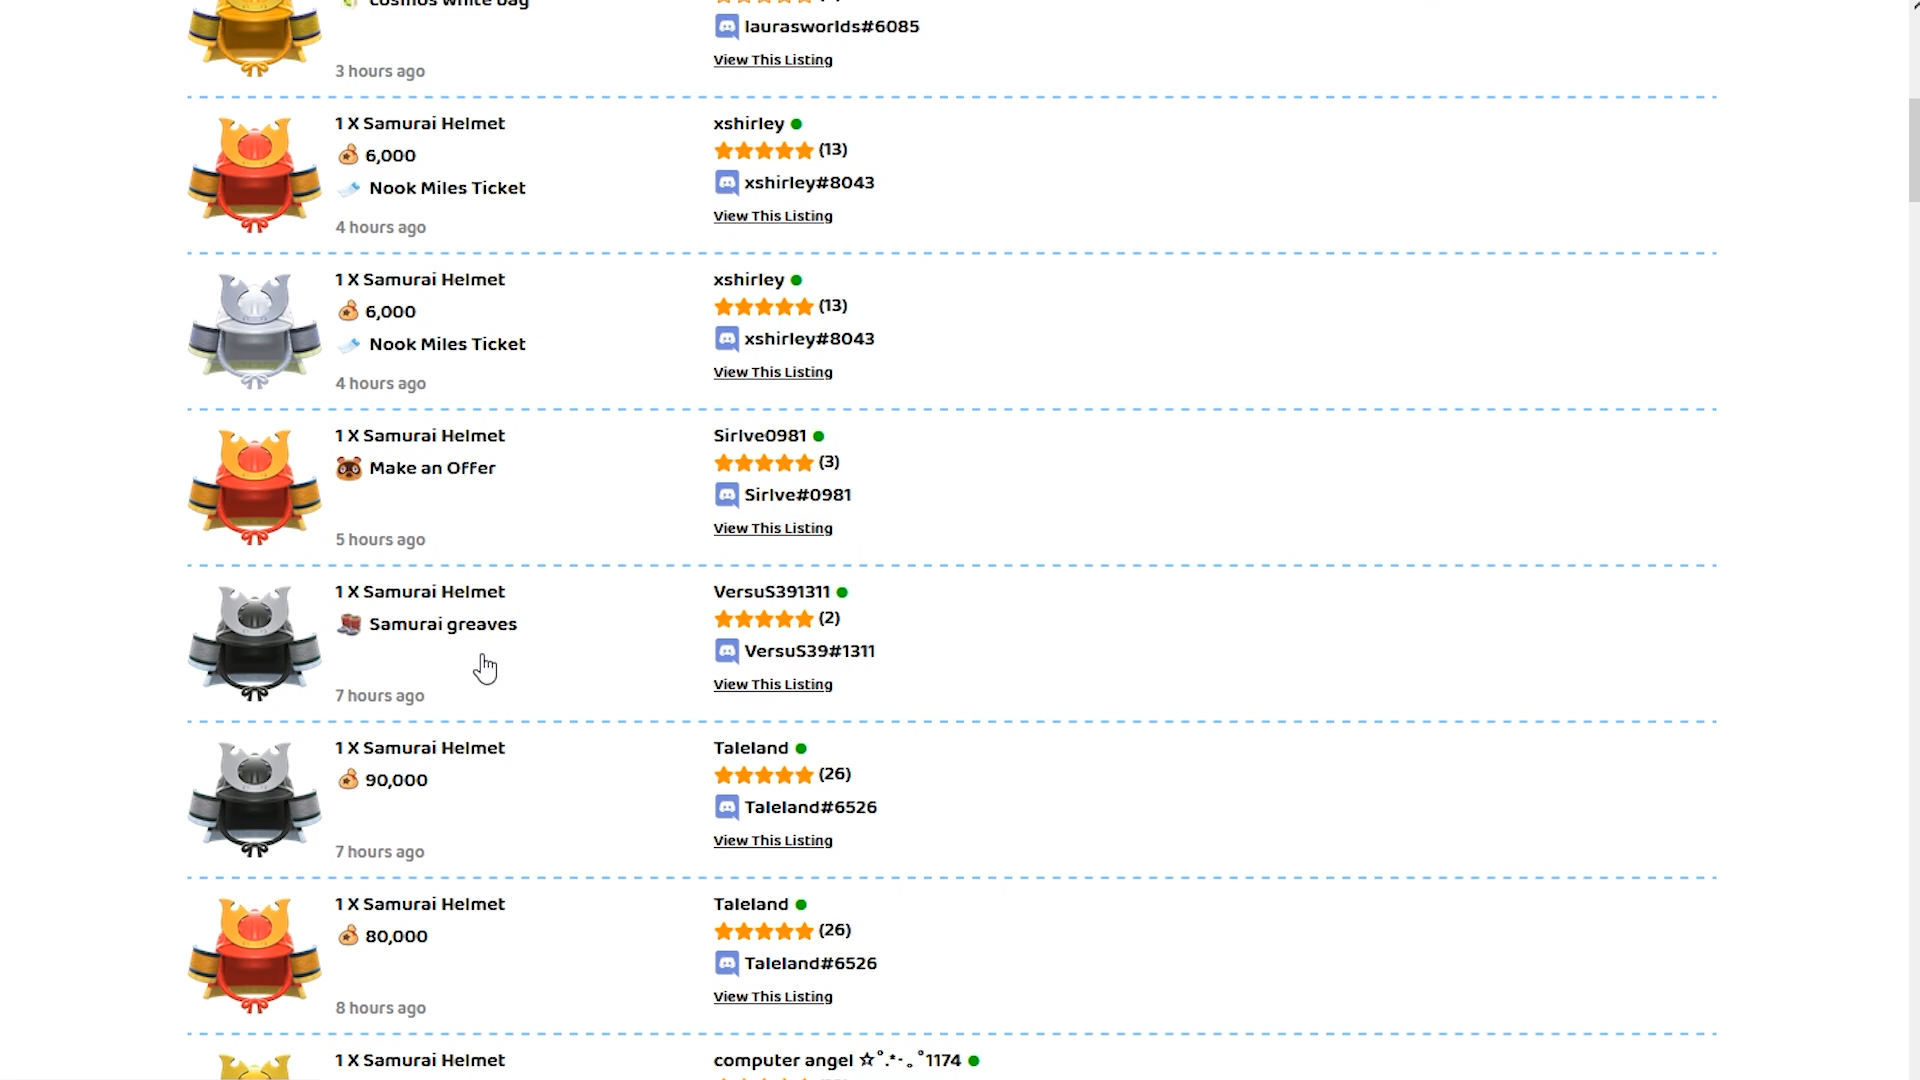 cosmos white bag
laurasworlds#6085
View This Listing
3 hours ago
1 X Samurai Helmet
6,000
Nook Miles Ticket
4 hours ago
xshirley
(13)
xshirley#8043
View This Listing
1 X Samurai Helmet
6,000
Nook Miles Ticket
4 hours ago
xshirley
(13)
xshirley#8043
View This Listing
1 X Samurai Helmet
Make an Offer
5 hours ago
SirIve0981
(3)
SirIve#0981
View This Listing
1 X Samurai Helmet
Samurai greaves
7 hours ago
VersuS391311
(2)
VersuS39#1311
View This Listing
1 X Samurai Helmet
90,000
7 hours ago
Taleland
(26)
Taleland#6526
View This Listing
1 X Samurai Helmet
80,000
8 hours ago
Taleland
(26)
Taleland#6526
View This Listing
1 X Samurai Helmet
computer angel ☆ﾟ.*･｡ﾟ1174